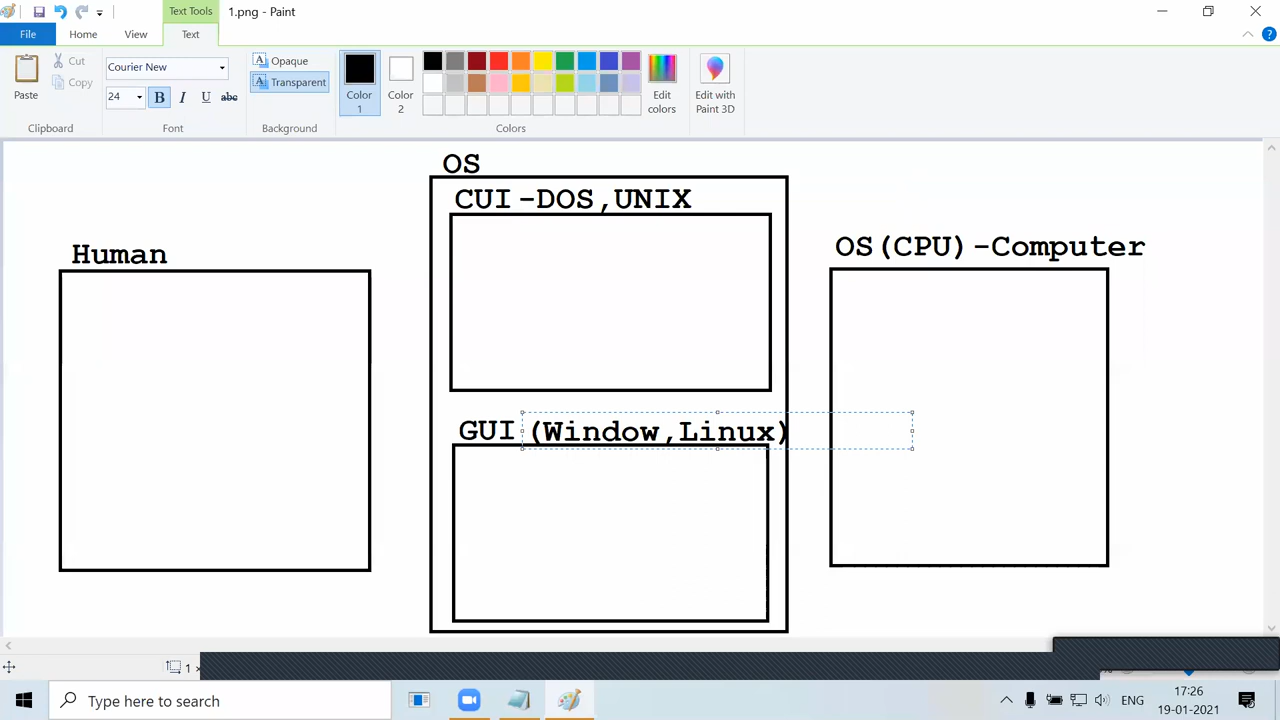 Text Tools 1.png - Paint
File Home View Text
Paste Cut Copy
Clipboard
Courier New
24 B I U abc
Font
Opaque
Transparent
Background
Color 1
Color 2
Edit colors
Colors
Edit with Paint 3D
OS
CUI-DOS,UNIX
Human
OS(CPU)-Computer
GUI (Window,Linux)
1
Type here to search
ENG
17:26
19-01-2021